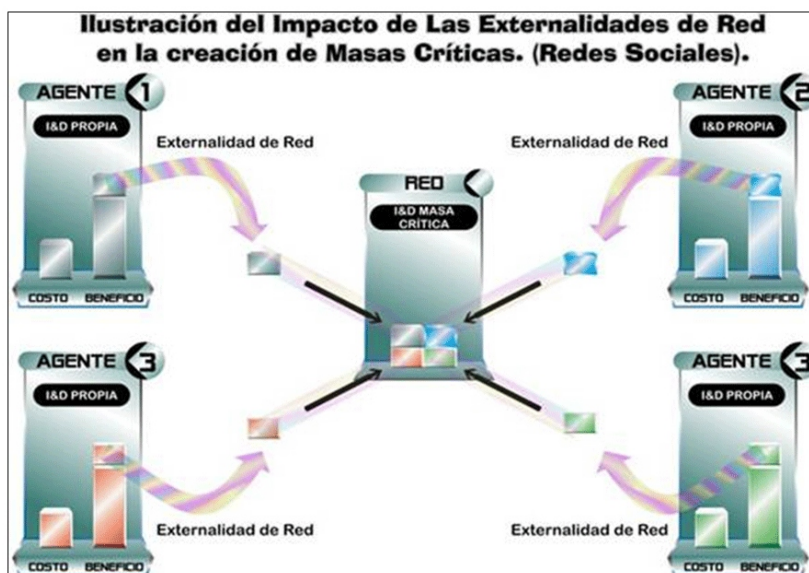 Ilustración del Impacto de Las Externalidades de Red
en la creación de Masas Críticas. (Redes Sociales).
AGENTE 1
I&D PROPIA
Externalidad de Red
COSTO BENEFICIO
AGENTE 2
I&D PROPIA
Externalidad de Red
COSTO BENEFICIO
RED
I&D MASA
CRÍTICA
AGENTE 3
I&D PROPIA
Externalidad de Red
COSTO BENEFICIO
AGENTE 3
I&D PROPIA
Externalidad de Red
COSTO BENEFICIO